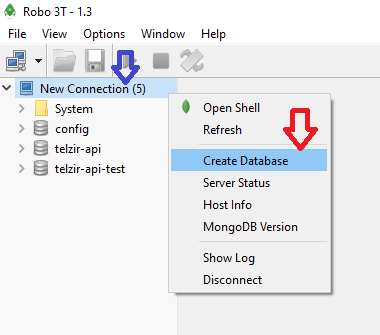 Robo 3T - 1.3
File View Options Window Help
New Connection (5)
System
config
telzir-api
telzir-api-test
Open Shell
Refresh
Create Database
Server Status
Host Info
MongoDB Version
Show Log
Disconnect